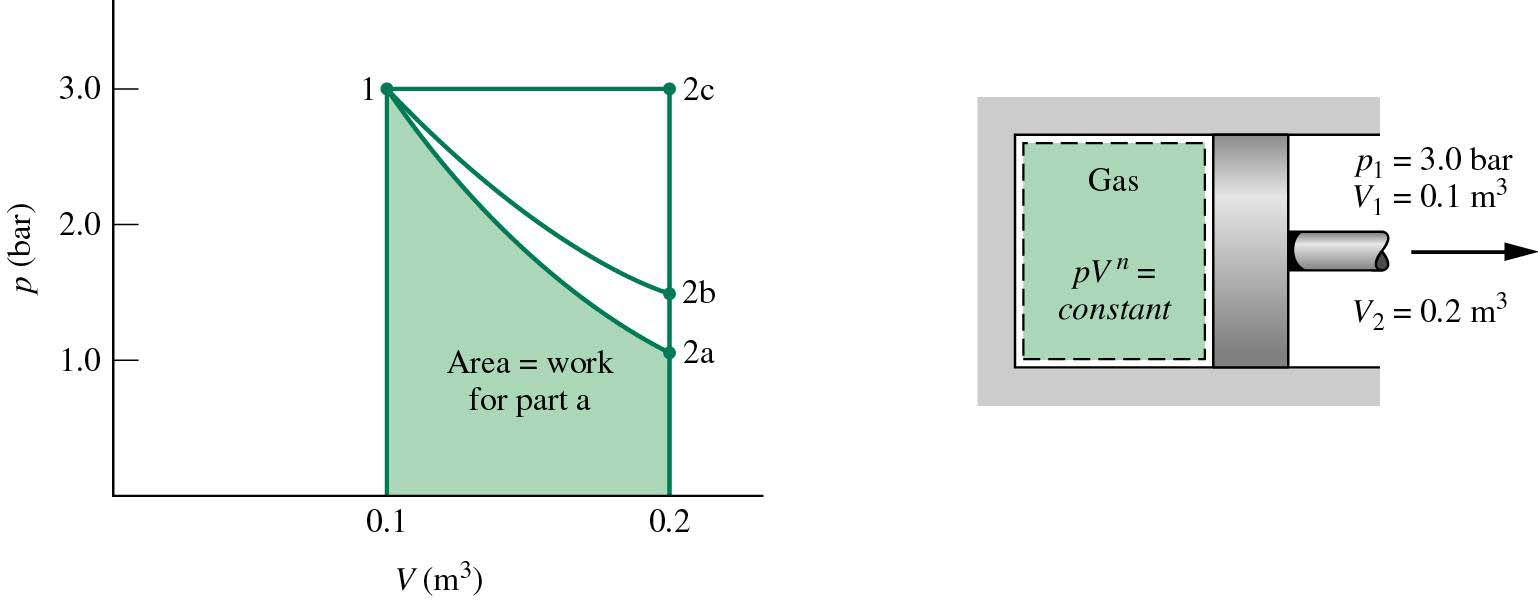 3.0
2.0
1.0
p (bar)
1
2c
2b
2a
Area = work
for part a
0.1
0.2
V (m³)
Gas
pVⁿ =
constant
p₁ = 3.0 bar
V₁ = 0.1 m³
V₂ = 0.2 m³